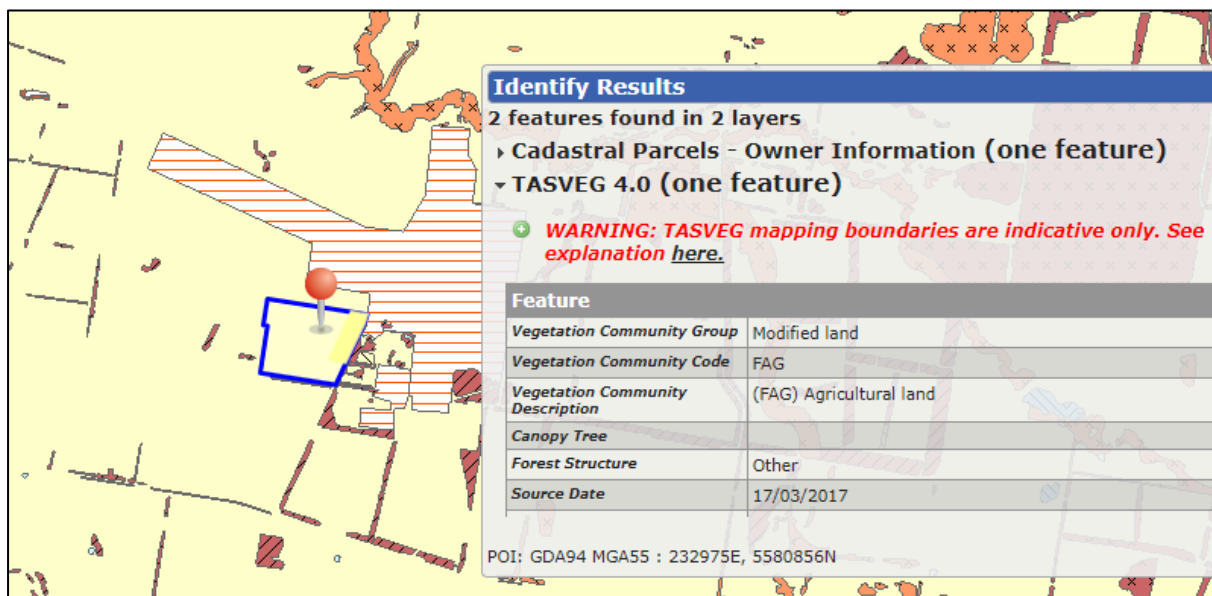 Identify Results
2 features found in 2 layers
Cadastral Parcels - Owner Information (one feature)
TASVEG 4.0 (one feature)
WARNING: TASVEG mapping boundaries are indicative only. See
explanation here.
Feature
Vegetation Community Group Modified land
Vegetation Community Code FAG
Vegetation Community
Description (FAG) Agricultural land
Canopy Tree
Forest Structure Other
Source Date 17/03/2017
POI: GDA94 MGA55 : 232975E, 5580856N